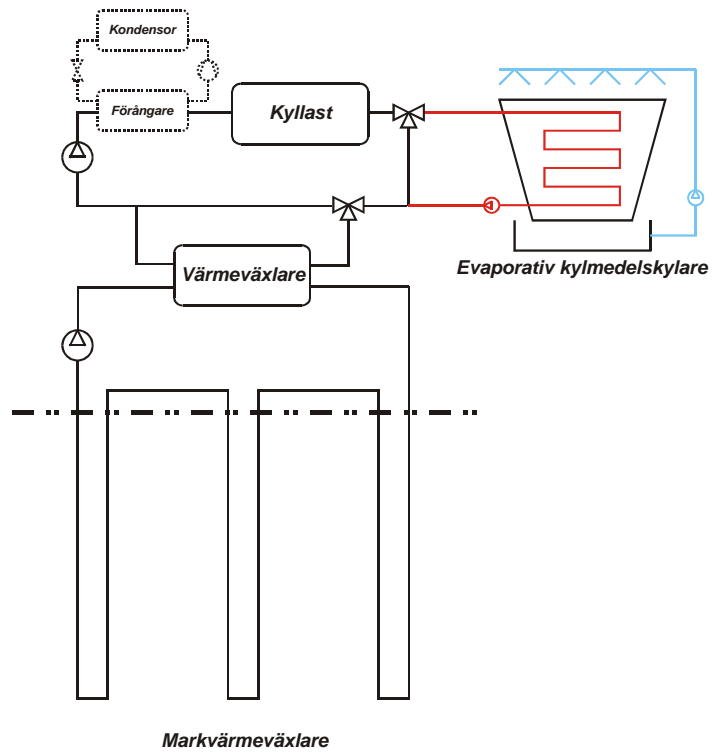 Kondensor
Förångare
Kyllast
Värmeväxlare
Evaporativ kylmedelskylare
Markvärmeväxlare